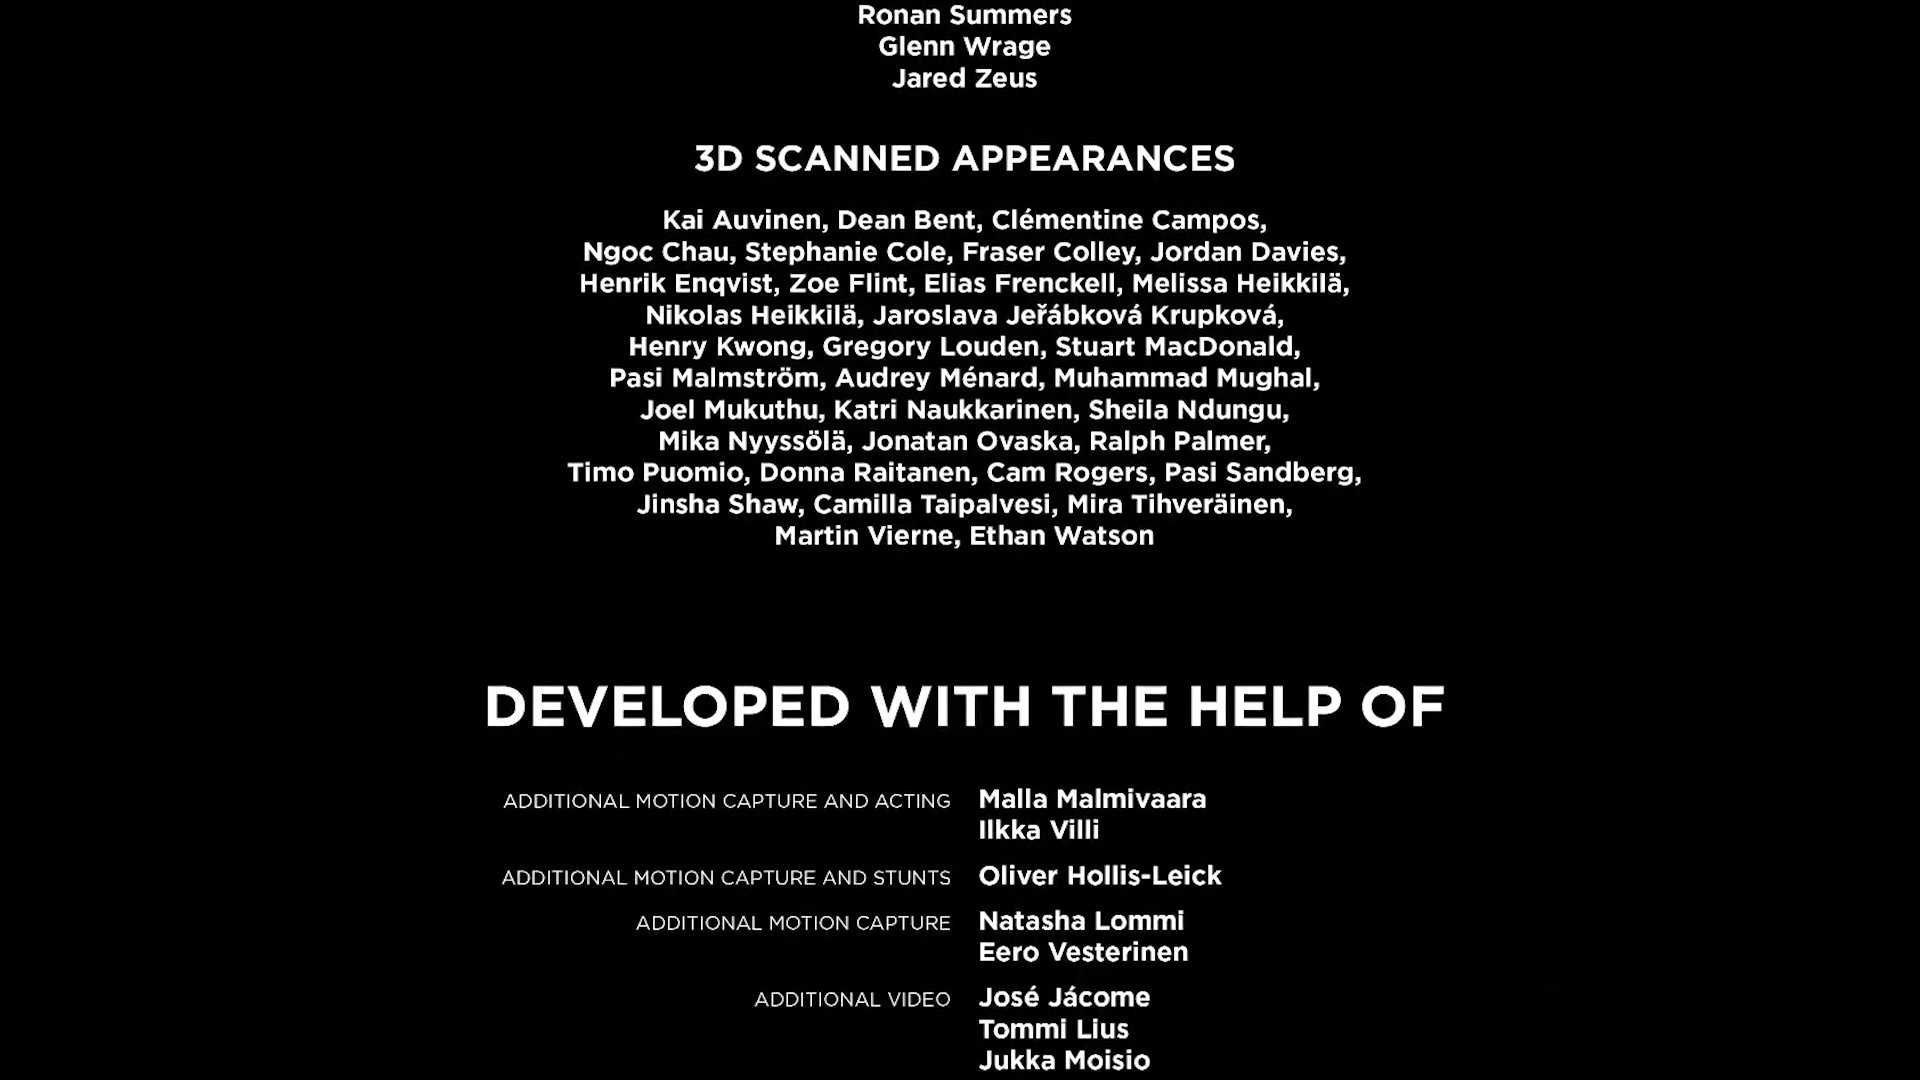 Ronan Summers
Glenn Wrage
Jared Zeus
3D SCANNED APPEARANCES
Kai Auvinen, Dean Bent, Clémentine Campos,
Ngoc Chau, Stephanie Cole, Fraser Colley, Jordan Davies,
Henrik Enqvist, Zoe Flint, Elias Frenckell, Melissa Heikkilä,
Nikolas Heikkilä, Jaroslava Jeřábková Krupková,
Henry Kwong, Gregory Louden, Stuart MacDonald,
Pasi Malmström, Audrey Ménard, Muhammad Mughal,
Joel Mukuthu, Katri Naukkarinen, Sheila Ndungu,
Mika Nyyssölä, Jonatan Ovaska, Ralph Palmer,
Timo Puomio, Donna Raitanen, Cam Rogers, Pasi Sandberg,
Jinsha Shaw, Camilla Taipalvesi, Mira Tihveräinen,
Martin Vierne, Ethan Watson
DEVELOPED WITH THE HELP OF
ADDITIONAL MOTION CAPTURE AND ACTING Malla Malmivaara
Ilkka Villi
ADDITIONAL MOTION CAPTURE AND STUNTS Oliver Hollis-Leick
ADDITIONAL MOTION CAPTURE Natasha Lommi
Eero Vesterinen
ADDITIONAL VIDEO José Jácome
Tommi Lius
Jukka Moisio